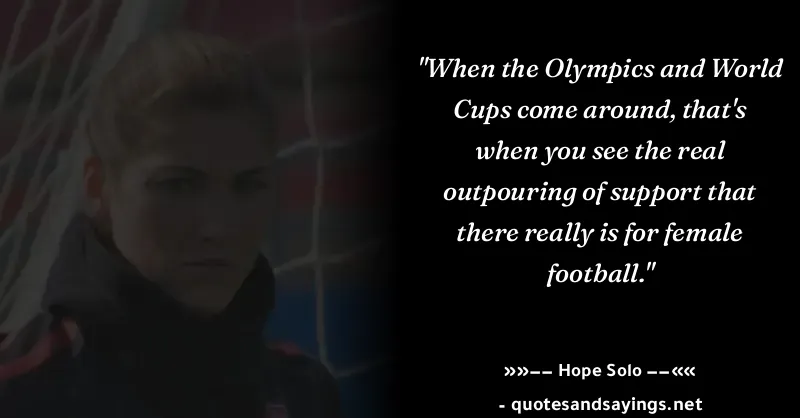 "When the Olympics and World
Cups come around, that's
when you see the real
outpouring of support that
there really is for female
football."
»»—— Hope Solo ——««
- quotesandsayings.net